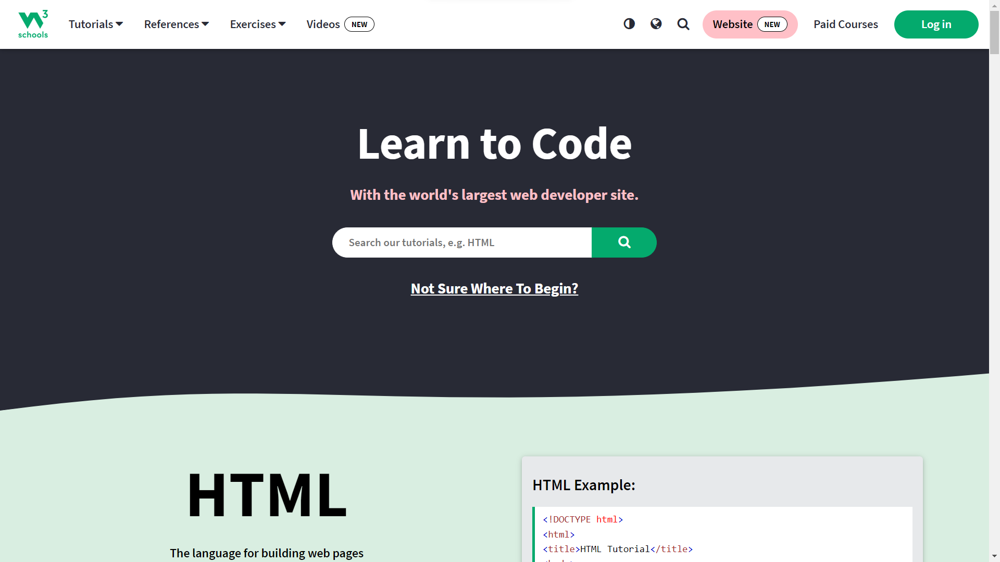 W3 schools
Tutorials References Exercises Videos NEW Website NEW Paid Courses Log in
Learn to Code
With the world's largest web developer site.
Search our tutorials, e.g. HTML
Not Sure Where To Begin?
HTML
The language for building web pages
HTML Example:
<!DOCTYPE html>
<html>
<title>HTML Tutorial</title>